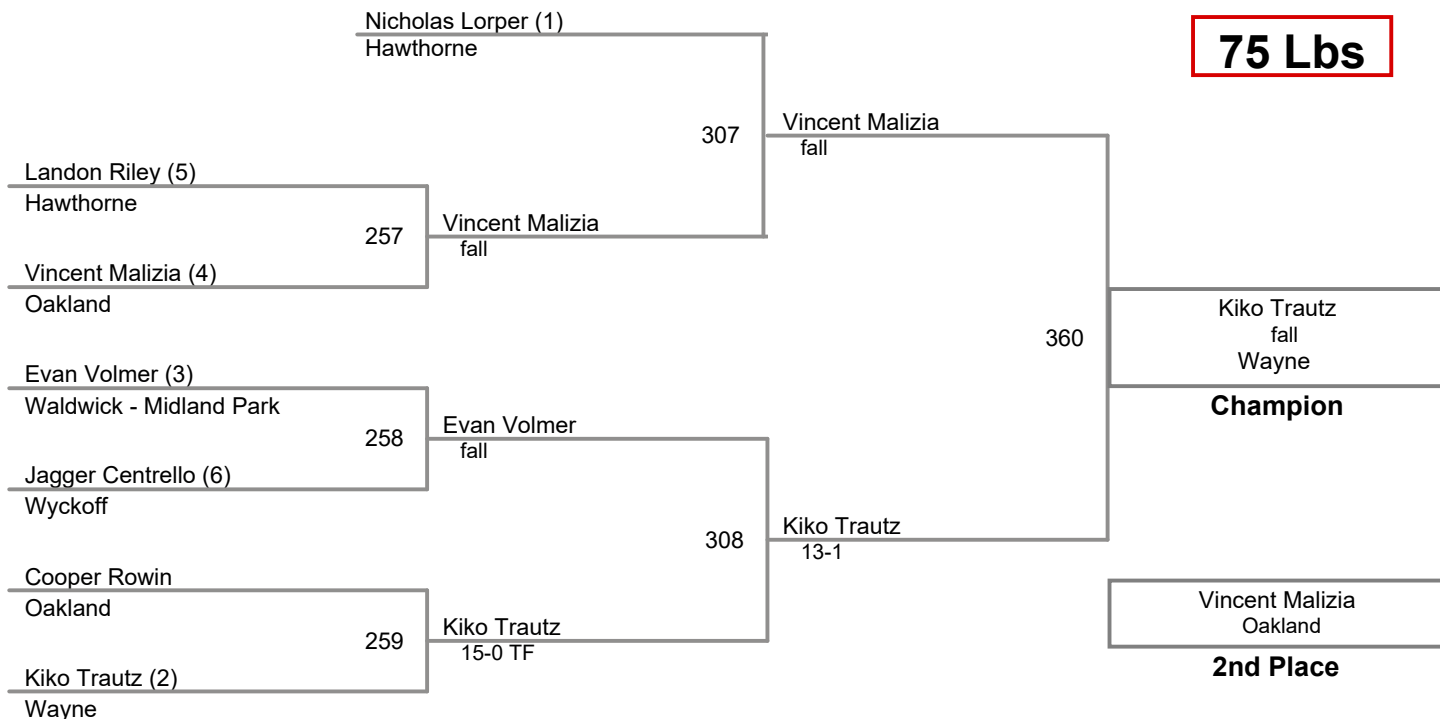 Nicholas Lorper (1)
Hawthorne
75 Lbs
307
Vincent Malizia
fall
Landon Riley (5)
Hawthorne
257
Vincent Malizia
fall
Vincent Malizia (4)
Oakland
Evan Volmer (3)
Waldwick - Midland Park
258
Evan Volmer
fall
Jagger Centrello (6)
Wyckoff
360
Kiko Trautz
fall
Wayne
Champion
308
Kiko Trautz
13-1
Cooper Rowin
Oakland
259
Kiko Trautz
15-0 TF
Kiko Trautz (2)
Wayne
Vincent Malizia
Oakland
2nd Place